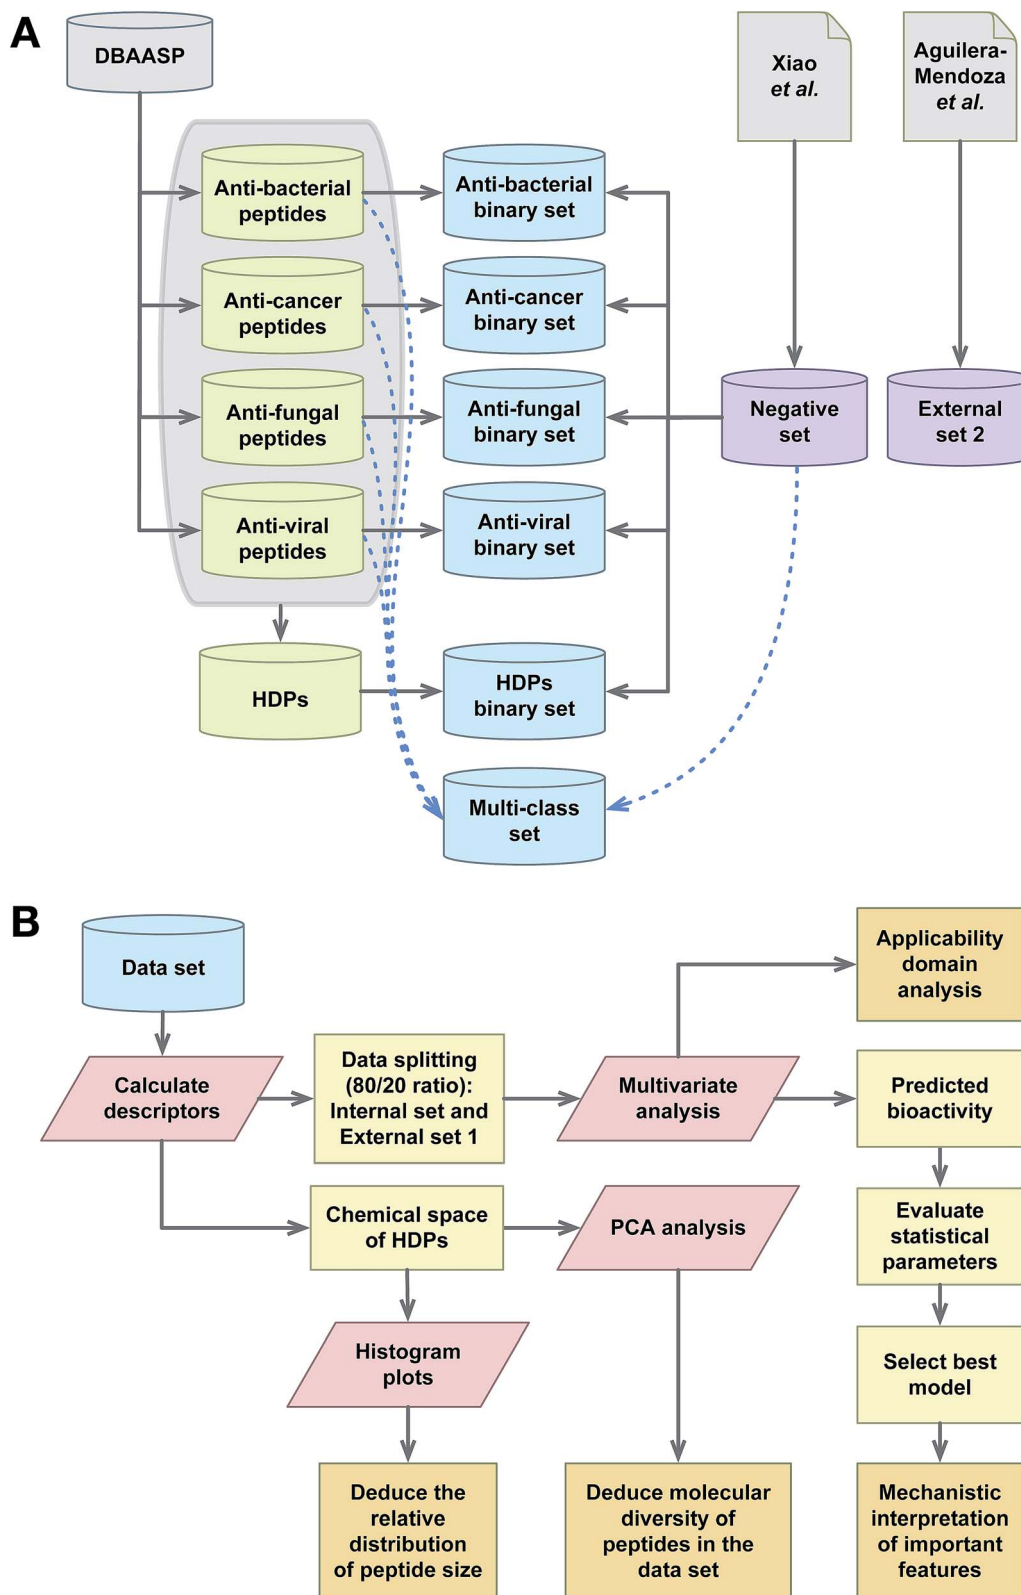 A
DBAASP
Xiao
et al.
Aguilera-
Mendoza
et al.
Anti-bacterial
peptides
Anti-bacterial
binary set
Anti-cancer
peptides
Anti-cancer
binary set
Anti-fungal
peptides
Anti-fungal
binary set
Negative
set
External
set 2
Anti-viral
peptides
Anti-viral
binary set
HDPs
HDPs
binary set
Multi-class
set
B
Data set
Applicability
domain
analysis
Calculate
descriptors
Data splitting
(80/20 ratio):
Internal set and
External set 1
Multivariate
analysis
Predicted
bioactivity
Chemical space
of HDPs
PCA analysis
Evaluate
statistical
parameters
Histogram
plots
Select best
model
Deduce the
relative
distribution
of peptide size
Deduce molecular
diversity of
peptides in the
data set
Mechanistic
interpretation
of important
features